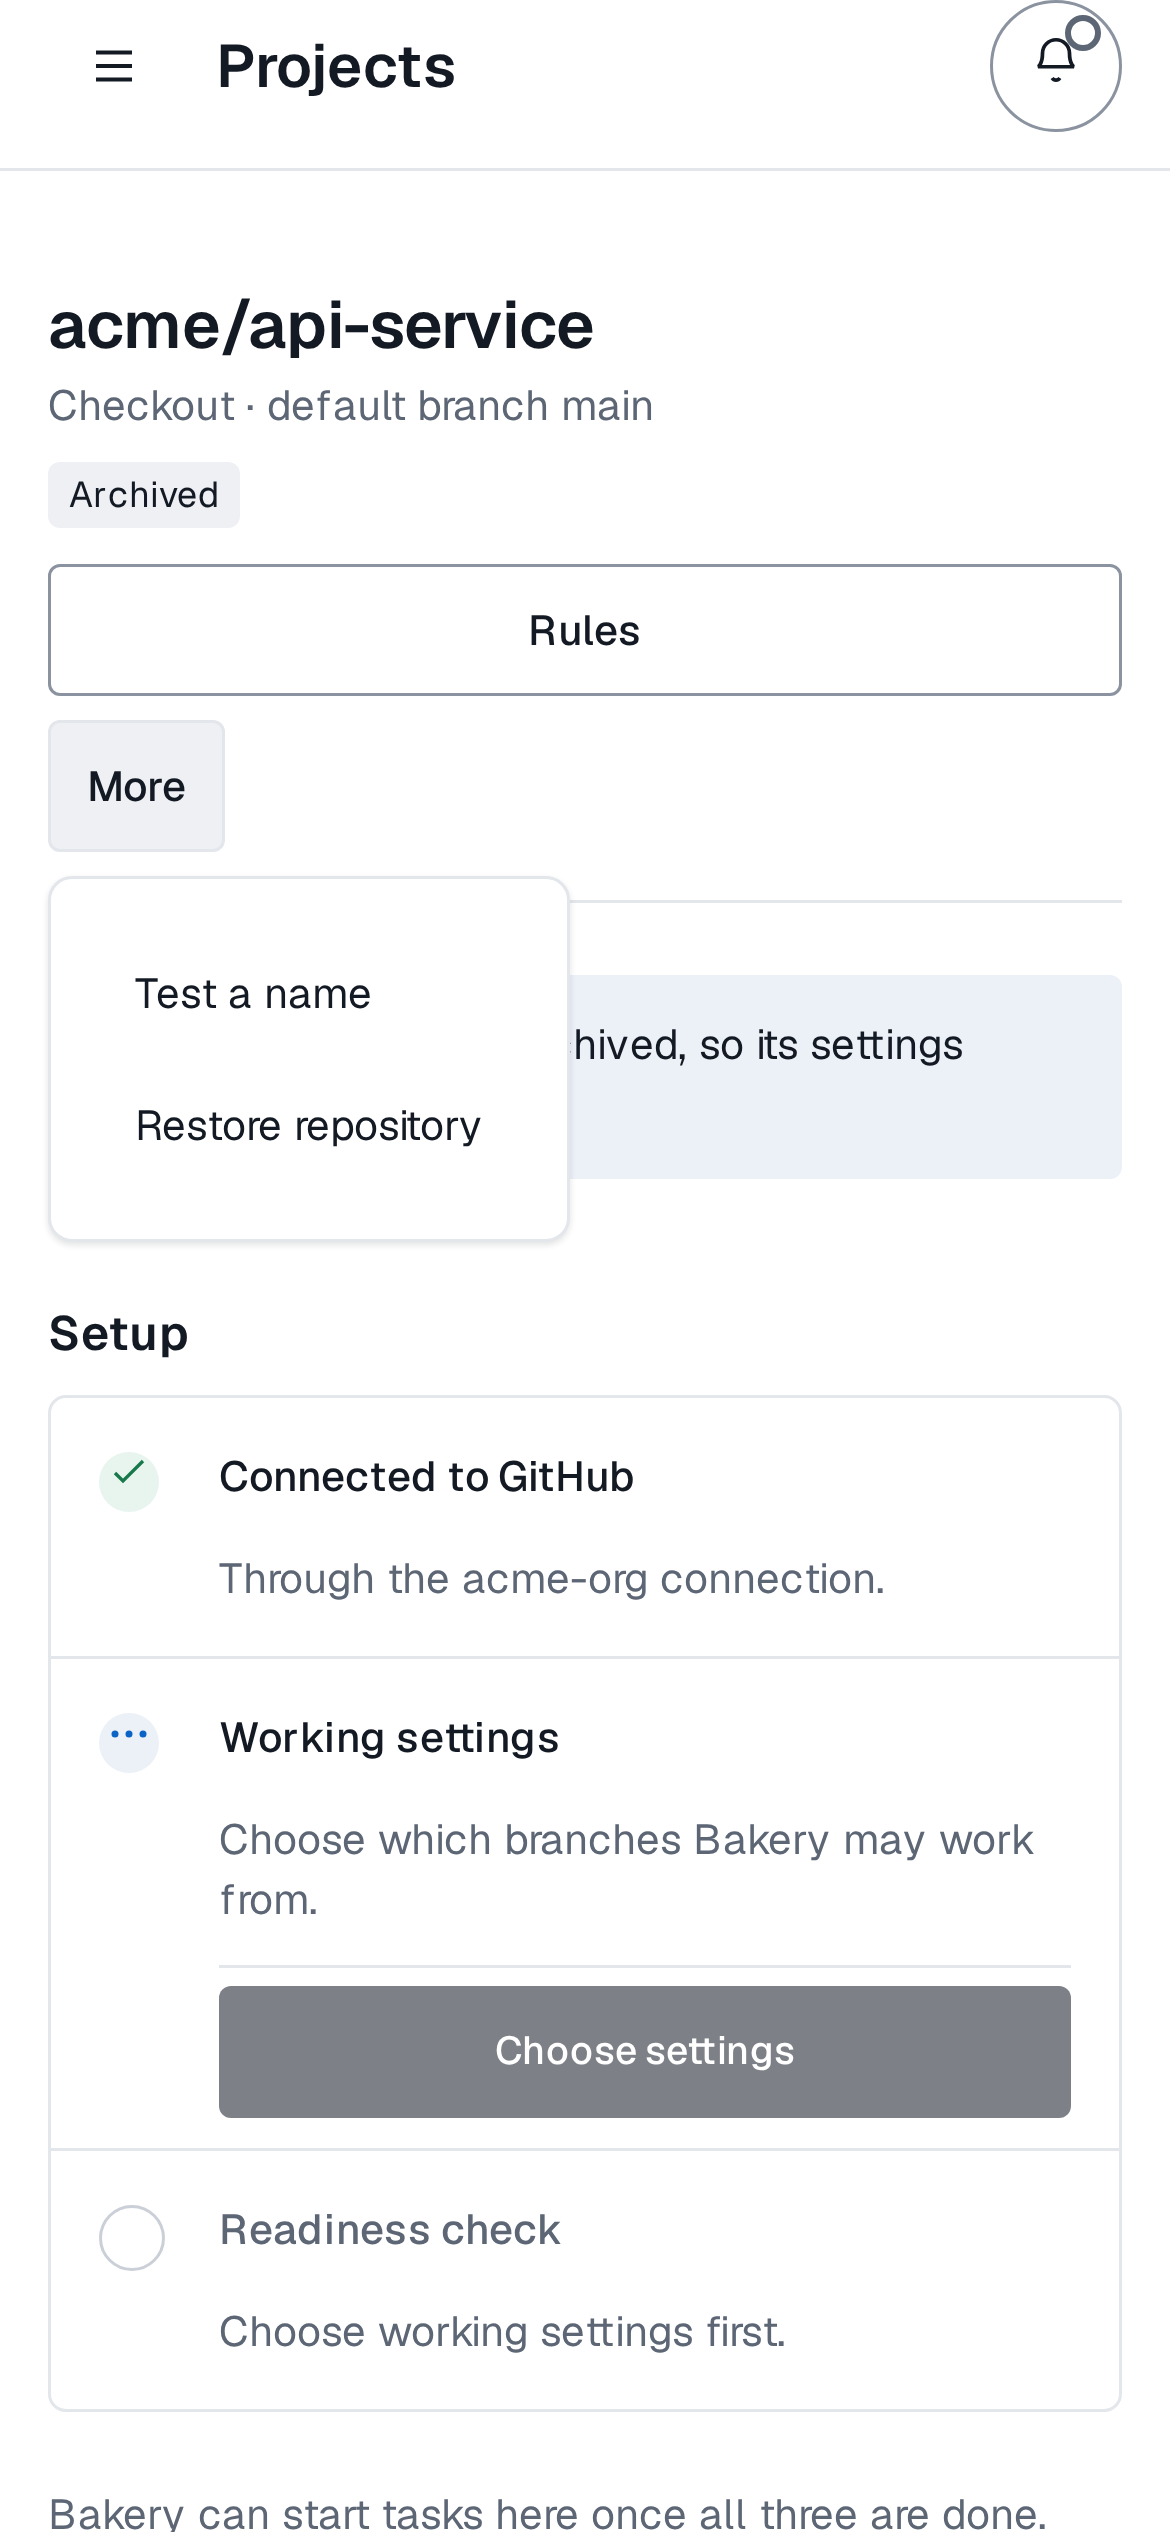 Projects
acme/api-service
Checkout · default branch main
Archived
Rules
More
Test a name
Restore repository
hived, so its settings
Setup
Connected to GitHub
Through the acme-org connection.
Working settings
Choose which branches Bakery may work
from.
Choose settings
Readiness check
Choose working settings first.
Bakery can start tasks here once all three are done.